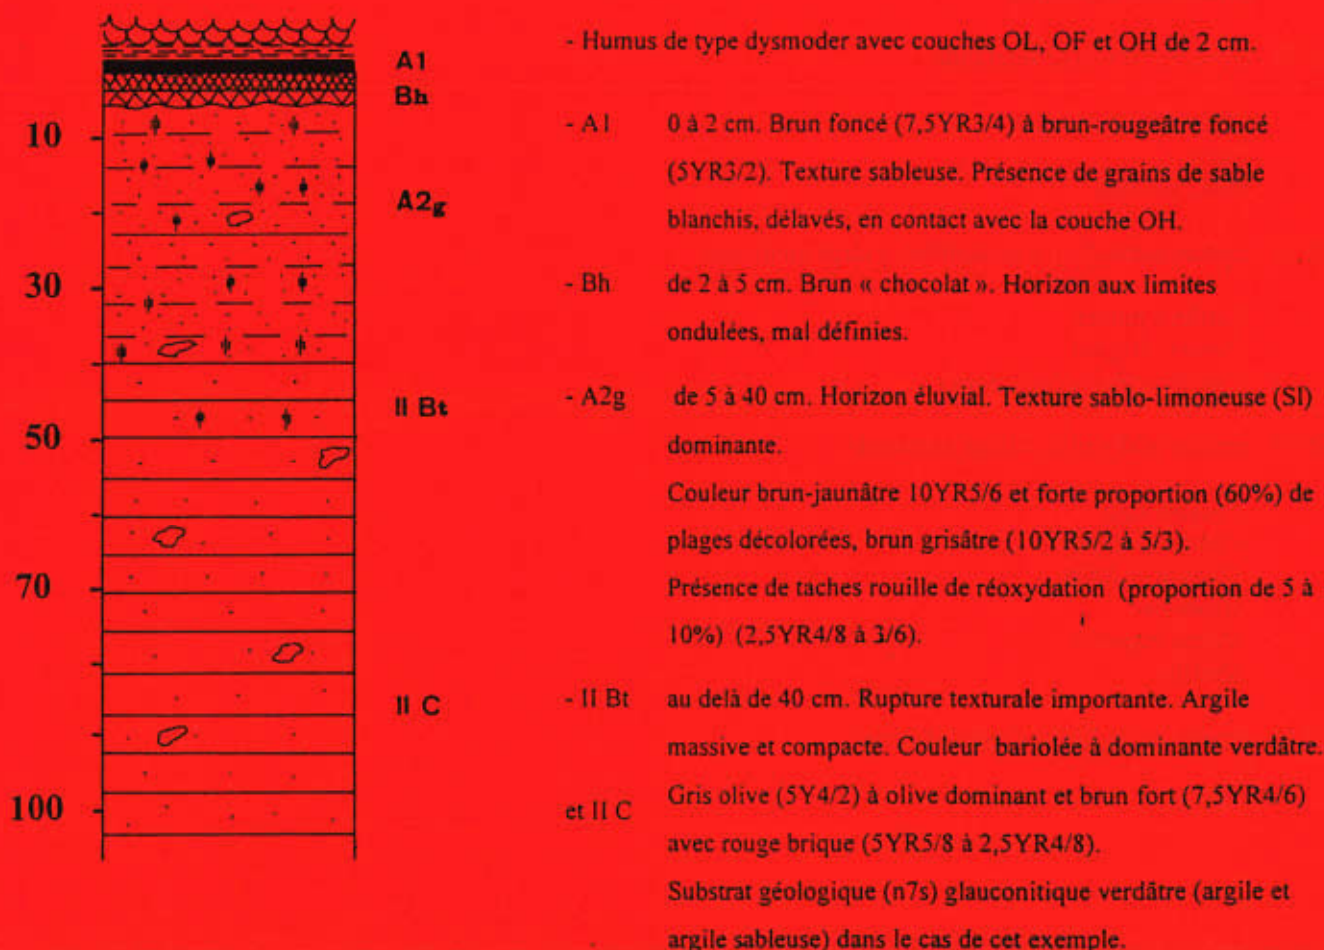 - Humus de type dysmoder avec couches OL, OF et OH de 2 cm.
A1
Bh
10
- A1 0 à 2 cm. Brun foncé (7,5YR3/4) à brun-rougeâtre foncé
(5YR3/2). Texture sableuse. Présence de grains de sable
blanchis, délavés, en contact avec la couche OH.
A2g
30
- Bh de 2 à 5 cm. Brun « chocolat ». Horizon aux limites
ondulées, mal définies.
II Bt
- A2g de 5 à 40 cm. Horizon éluvial. Texture sablo-limoneuse (Sl)
dominante.
50
Couleur brun-jaunâtre 10YR5/6 et forte proportion (60%) de
plages décolorées, brun grisâtre (10YR5/2 à 5/3).
70
Présence de taches rouille de réoxydation (proportion de 5 à
10%) (2,5YR4/8 à 3/6).
II C
- II Bt au delà de 40 cm. Rupture texturale importante. Argile
massive et compacte. Couleur bariolée à dominante verdâtre.
100
et II C Gris olive (5Y4/2) à olive dominant et brun fort (7,5YR4/6)
avec rouge brique (5YR5/8 à 2,5YR4/8).
Substrat géologique (n7s) glauconitique verdâtre (argile et
argile sableuse) dans le cas de cet exemple.